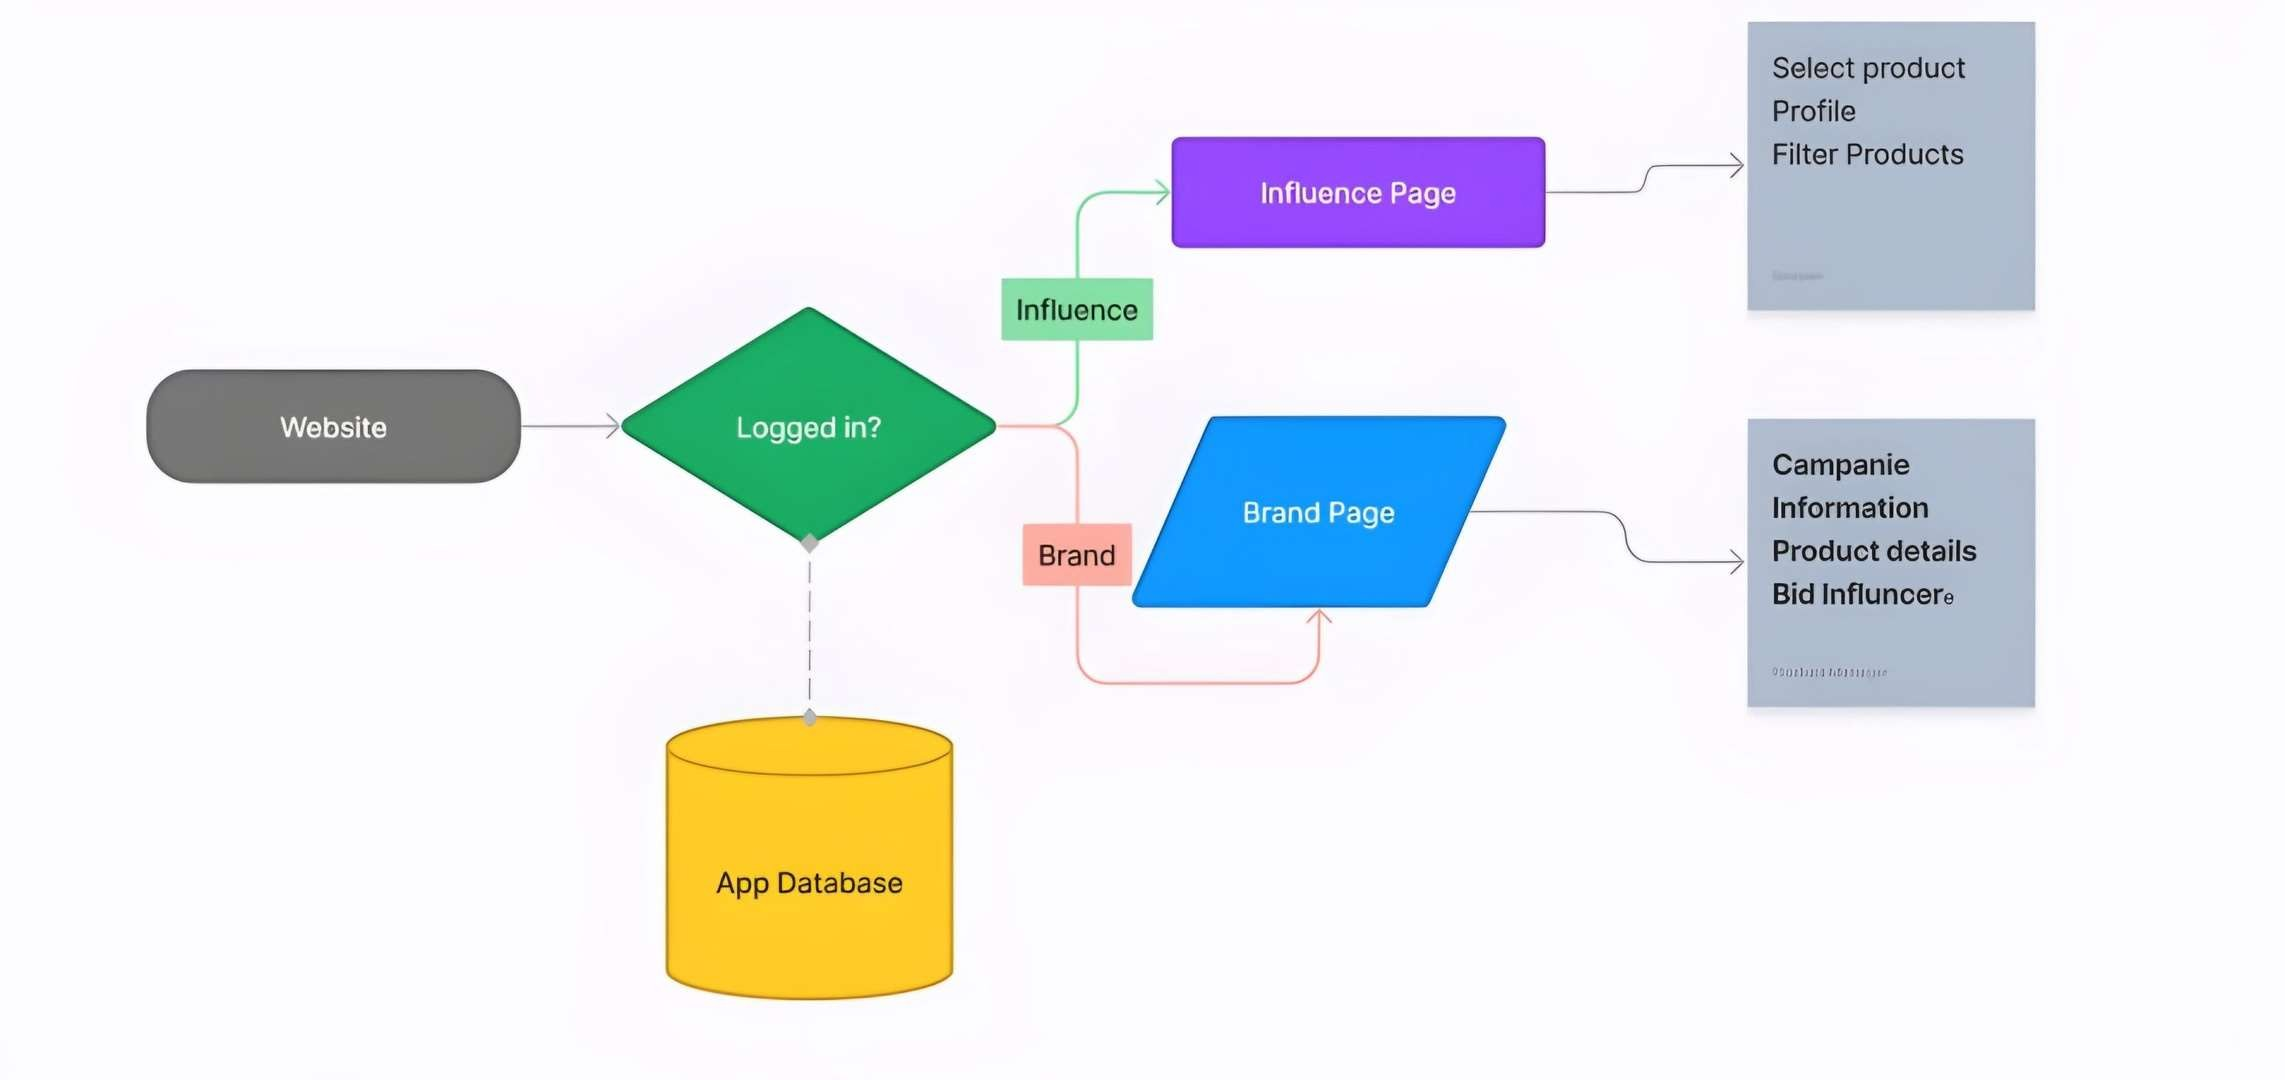 Website
Logged in?
Influence
Influence Page
Select product
Profile
Filter Products
Brand
Brand Page
Campanie
Information
Product details
Bid Influncere
App Database